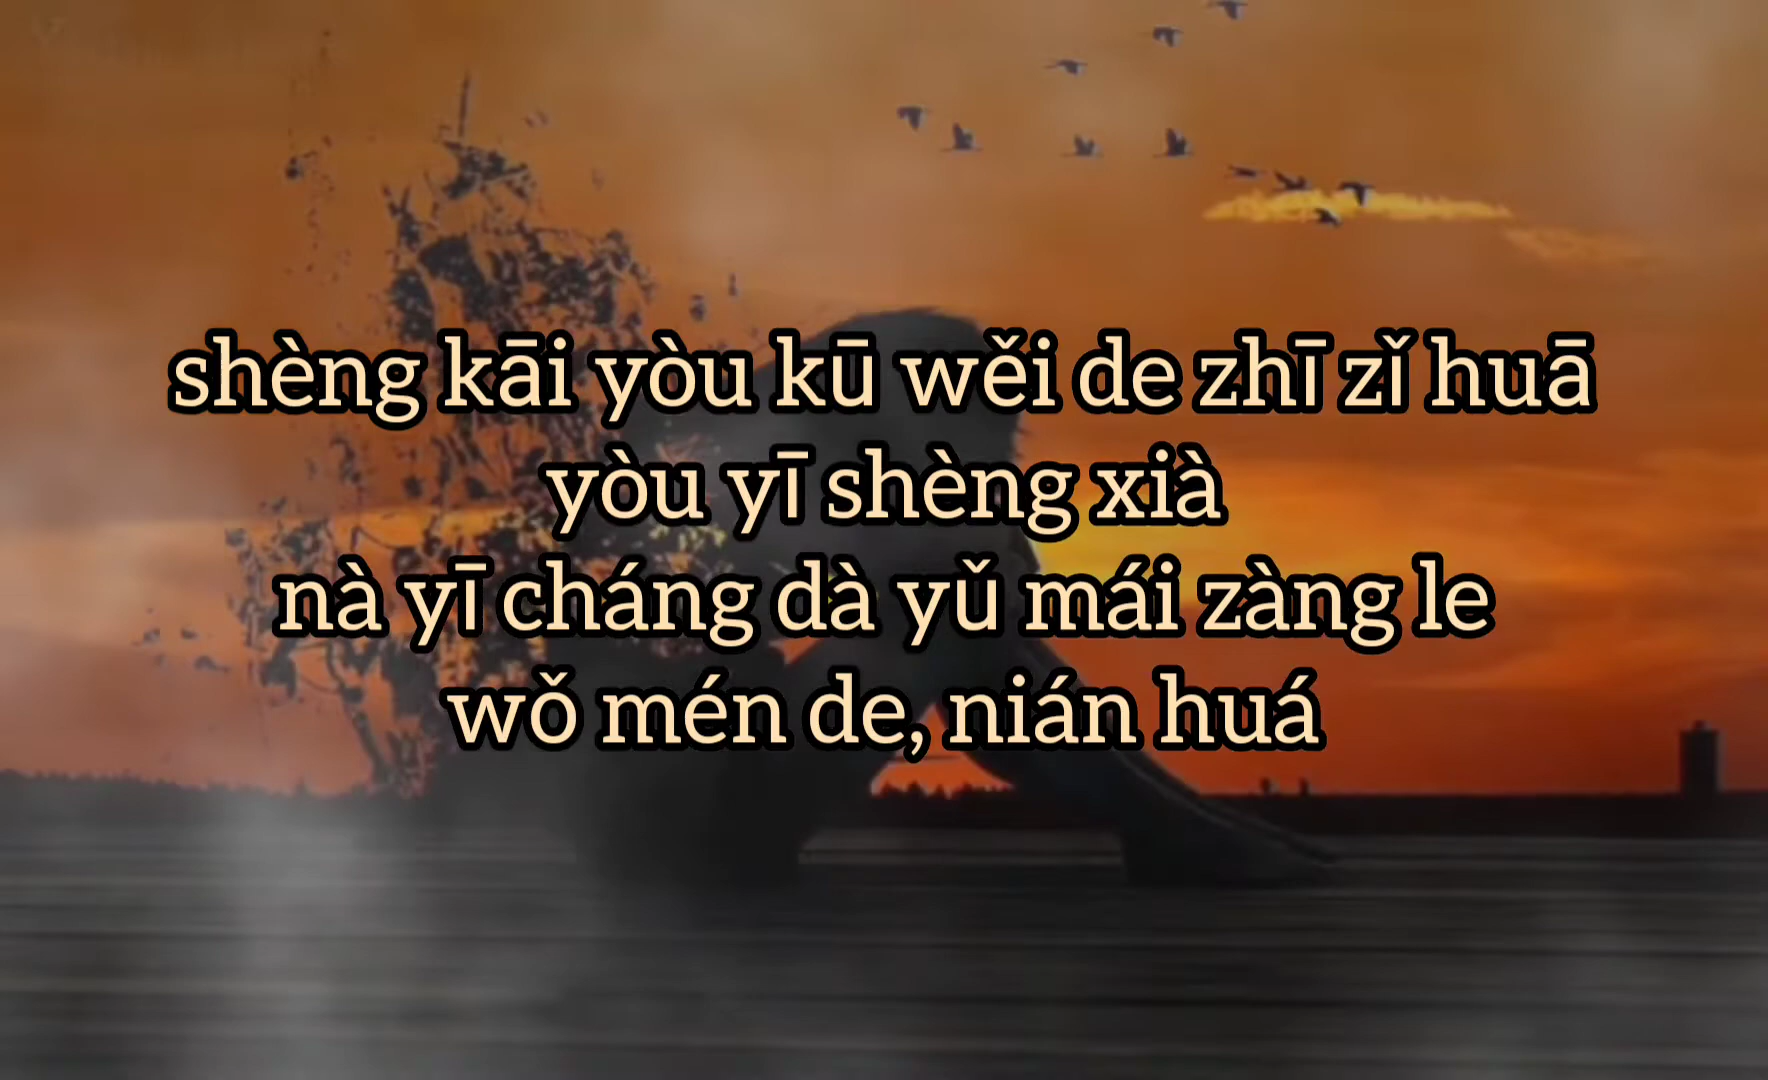 shèng kāi yòu kū wěi de zhī zǐ huā
yòu yī shèng xià
nà yī cháng dà yǔ mái zàng le
wǒ mén de, nián huá